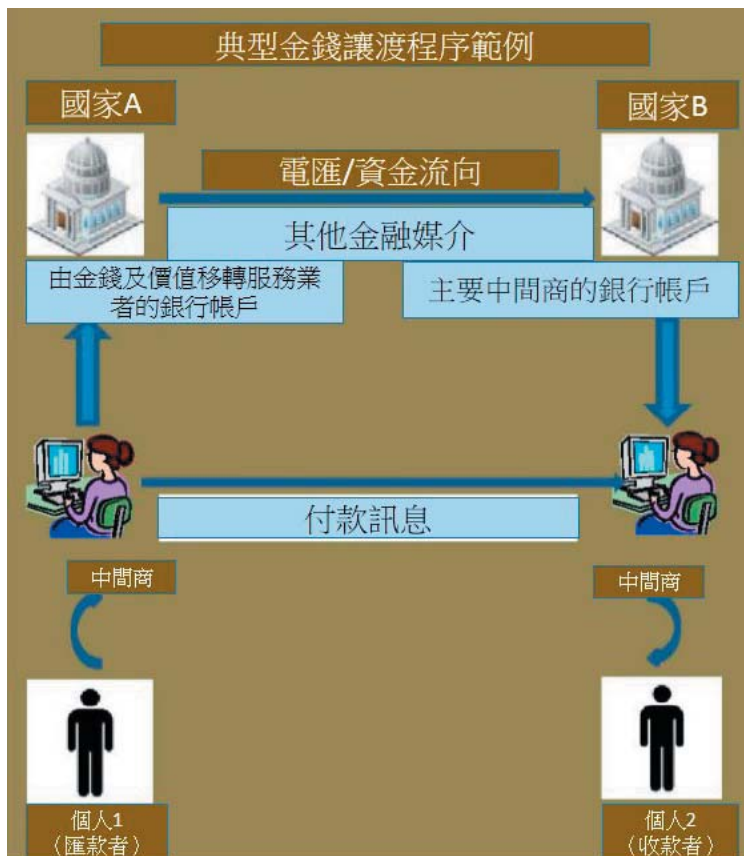 典型金錢讓渡程序範例
國家A
國家B
電匯/資金流向
其他金融媒介
由金錢及價值移轉服務業
者的銀行帳戶
主要中間商的銀行帳戶
付款訊息
中間商
中間商
個人1
（匯款者）
個人2
（收款者）